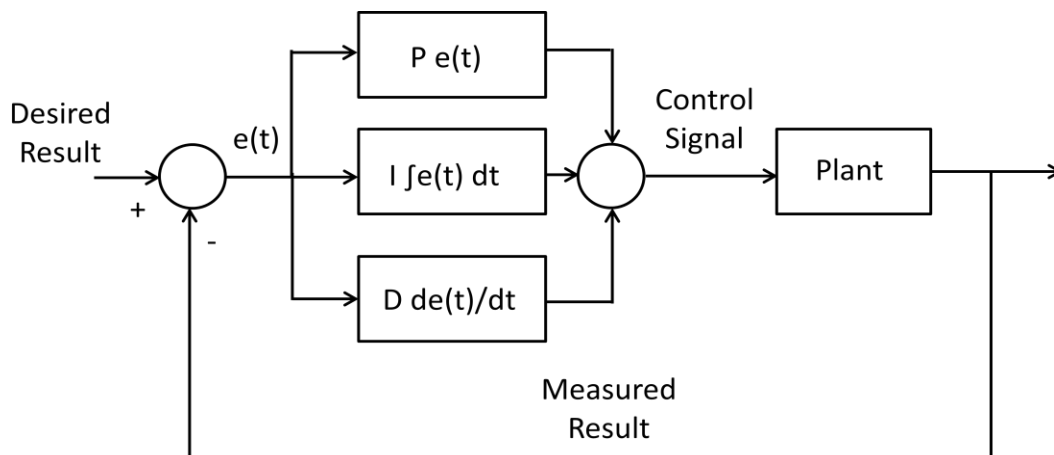 Desired
Result
+
-
e(t)
P e(t)
I ∫e(t) dt
D de(t)/dt
Control
Signal
Plant
Measured
Result